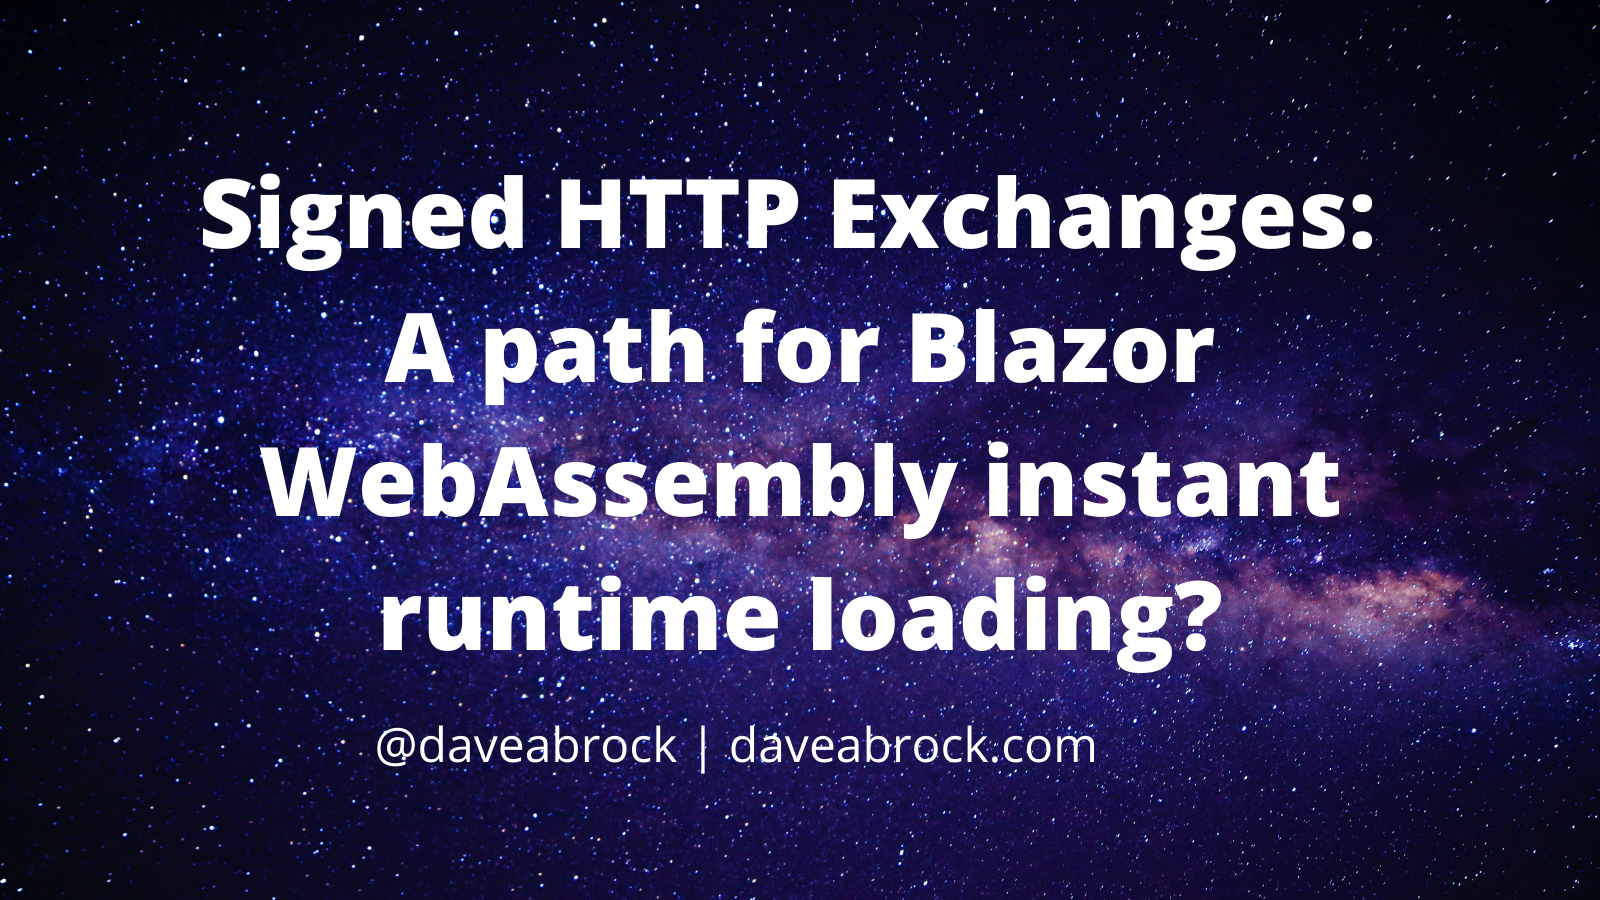 Signed HTTP Exchanges:
A path for Blazor
WebAssembly instant
runtime loading?
@daveabrock | daveabrock.com